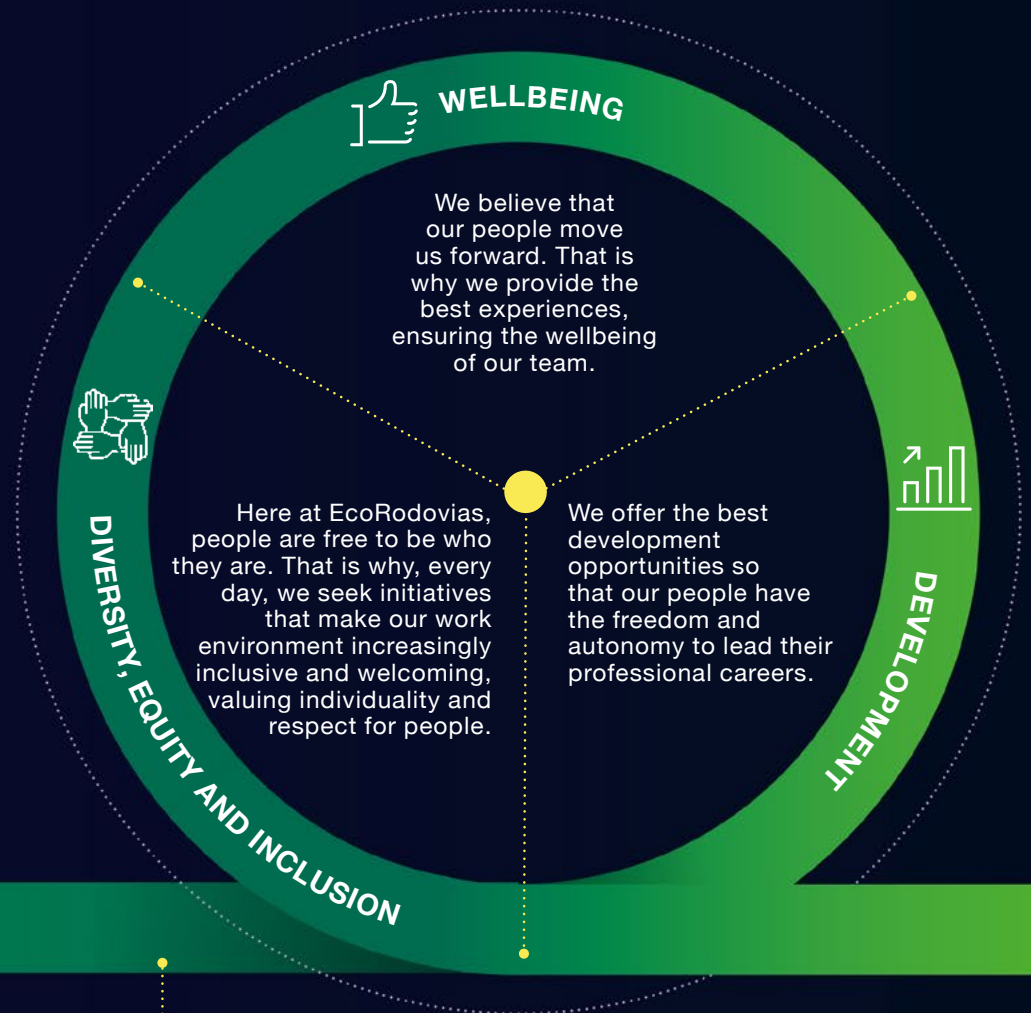 WELLBEING
We believe that
our people move
us forward. That is
why we provide the
best experiences,
ensuring the wellbeing
of our team.
DIVERSITY, EQUITY AND INCLUSION
Here at EcoRodovias,
people are free to be who
they are. That is why, every
day, we seek initiatives
that make our work
environment increasingly
inclusive and welcoming,
valuing individuality and
respect for people.
DEVELOPMENT
We offer the best
development
opportunities so
that our people have
the freedom and
autonomy to lead their
professional careers.